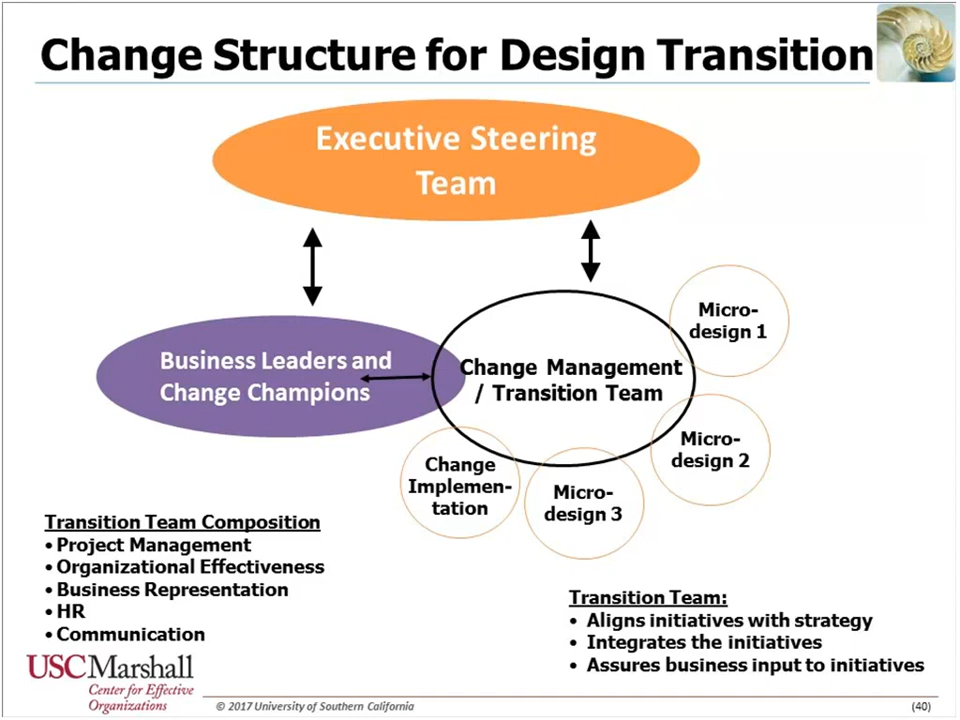 Change Structure for Design Transition
Executive Steering
Team
Business Leaders and
Change Champions
Change Management
/ Transition Team
Micro-
design 1
Micro-
design 2
Micro-
design 3
Change
Implemen-
tation
Transition Team Composition
• Project Management
• Organizational Effectiveness
• Business Representation
• HR
• Communication
Transition Team:
• Aligns initiatives with strategy
• Integrates the initiatives
• Assures business input to initiatives
USC Marshall
Center for Effective
Organizations
© 2017 University of Southern California
(40)